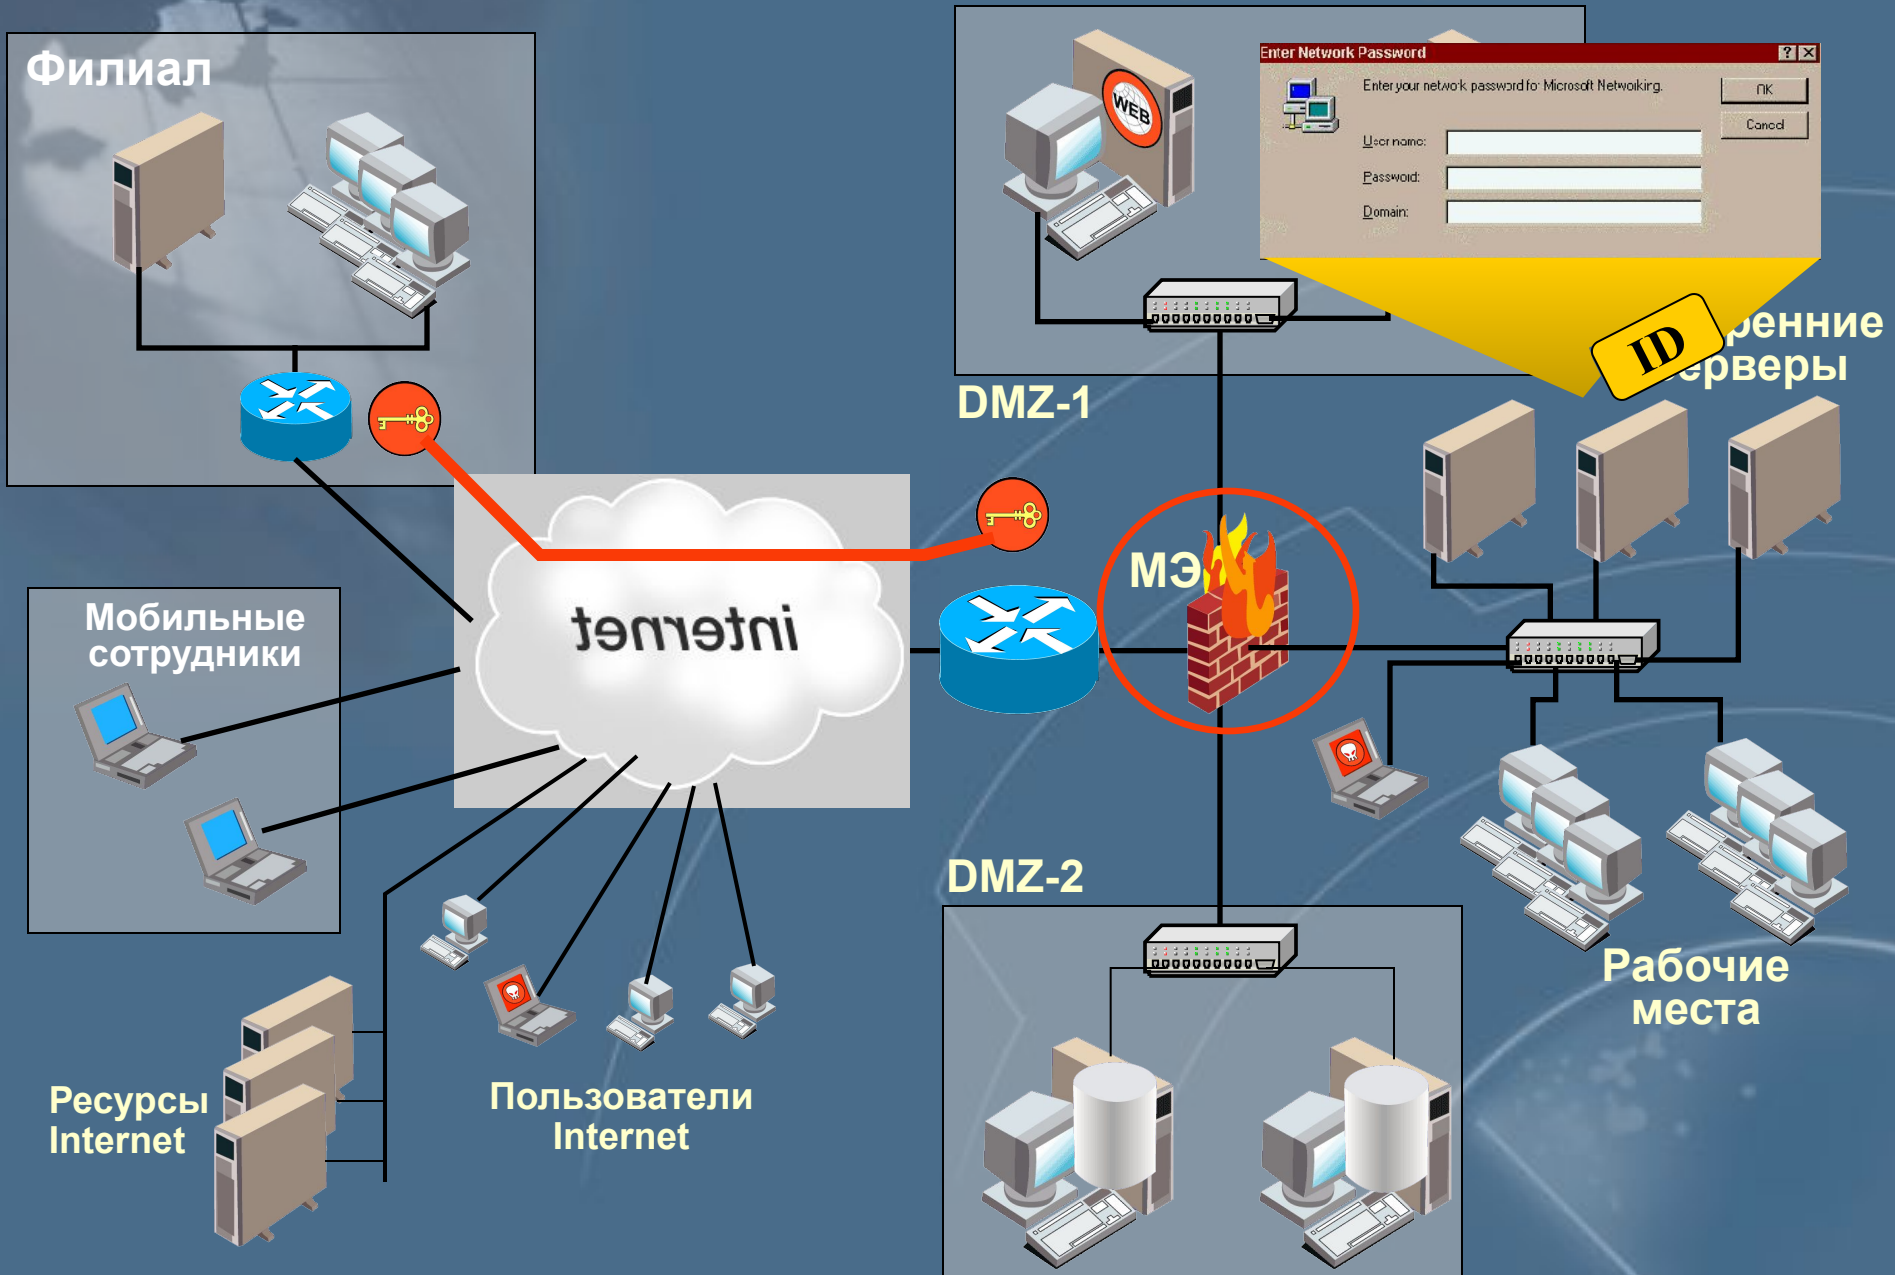 Филиал
WEB
Enter Network Password
Enter your network password for Microsoft Networking.
OK
Cancel
User name:
Password:
Domain:
ID
ренние
ерверы
DMZ-1
МЭ
internet
Мобильные
сотрудники
DMZ-2
Рабочие
места
Ресурсы
Internet
Пользователи
Internet